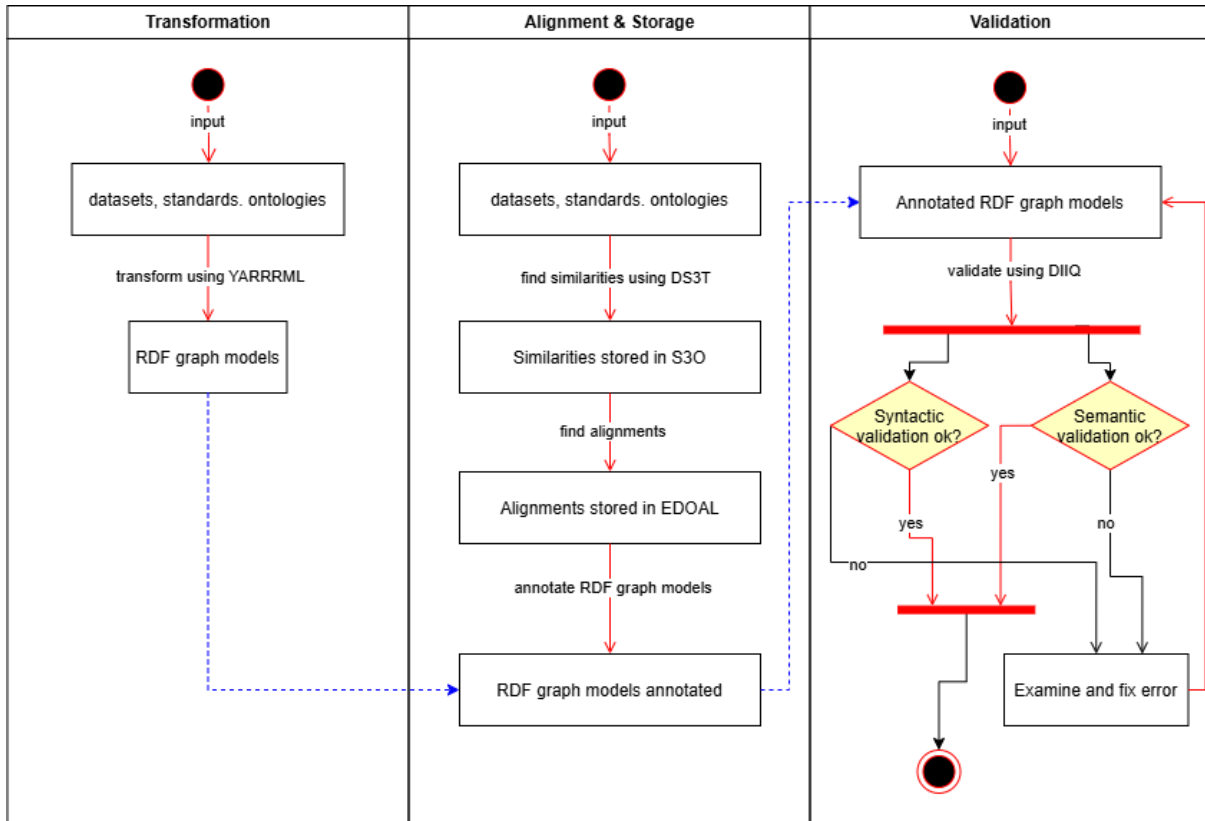 Transformation
Alignment & Storage
Validation
input
datasets, standards. ontologies
transform using YARRRML
RDF graph models
input
datasets, standards. ontologies
find similarities using DS3T
Similarities stored in S3O
find alignments
Alignments stored in EDOAL
annotate RDF graph models
RDF graph models annotated
input
Annotated RDF graph models
validate using DIIQ
Syntactic
validation ok?
Semantic
validation ok?
yes
yes
no
no
Examine and fix error